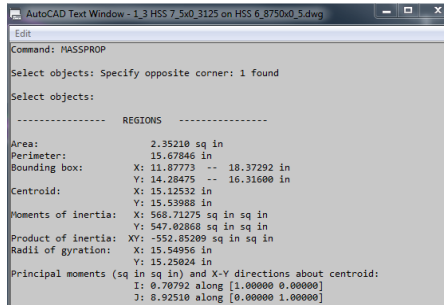 AutoCAD Text Window - 1_3 HSS 7_5x0_3125 on HSS 6_8750x0_5.dwg
Edit
Command: MASSPROP
Select objects: Specify opposite corner: 1 found
Select objects:
---------------- REGIONS ----------------
Area: 2.35210 sq in
Perimeter: 15.67846 in
Bounding box: X: 11.87773 -- 18.37292 in
Y: 14.28475 -- 16.31600 in
Centroid: X: 15.12532 in
Y: 15.53988 in
Moments of inertia: X: 568.71275 sq in sq in
Y: 547.02868 sq in sq in
Product of inertia: XY: -552.85209 sq in sq in
Radii of gyration: X: 15.54956 in
Y: 15.25024 in
Principal moments (sq in sq in) and X-Y directions about centroid:
I: 0.70792 along [1.00000 0.00000]
J: 8.92510 along [0.00000 1.00000]